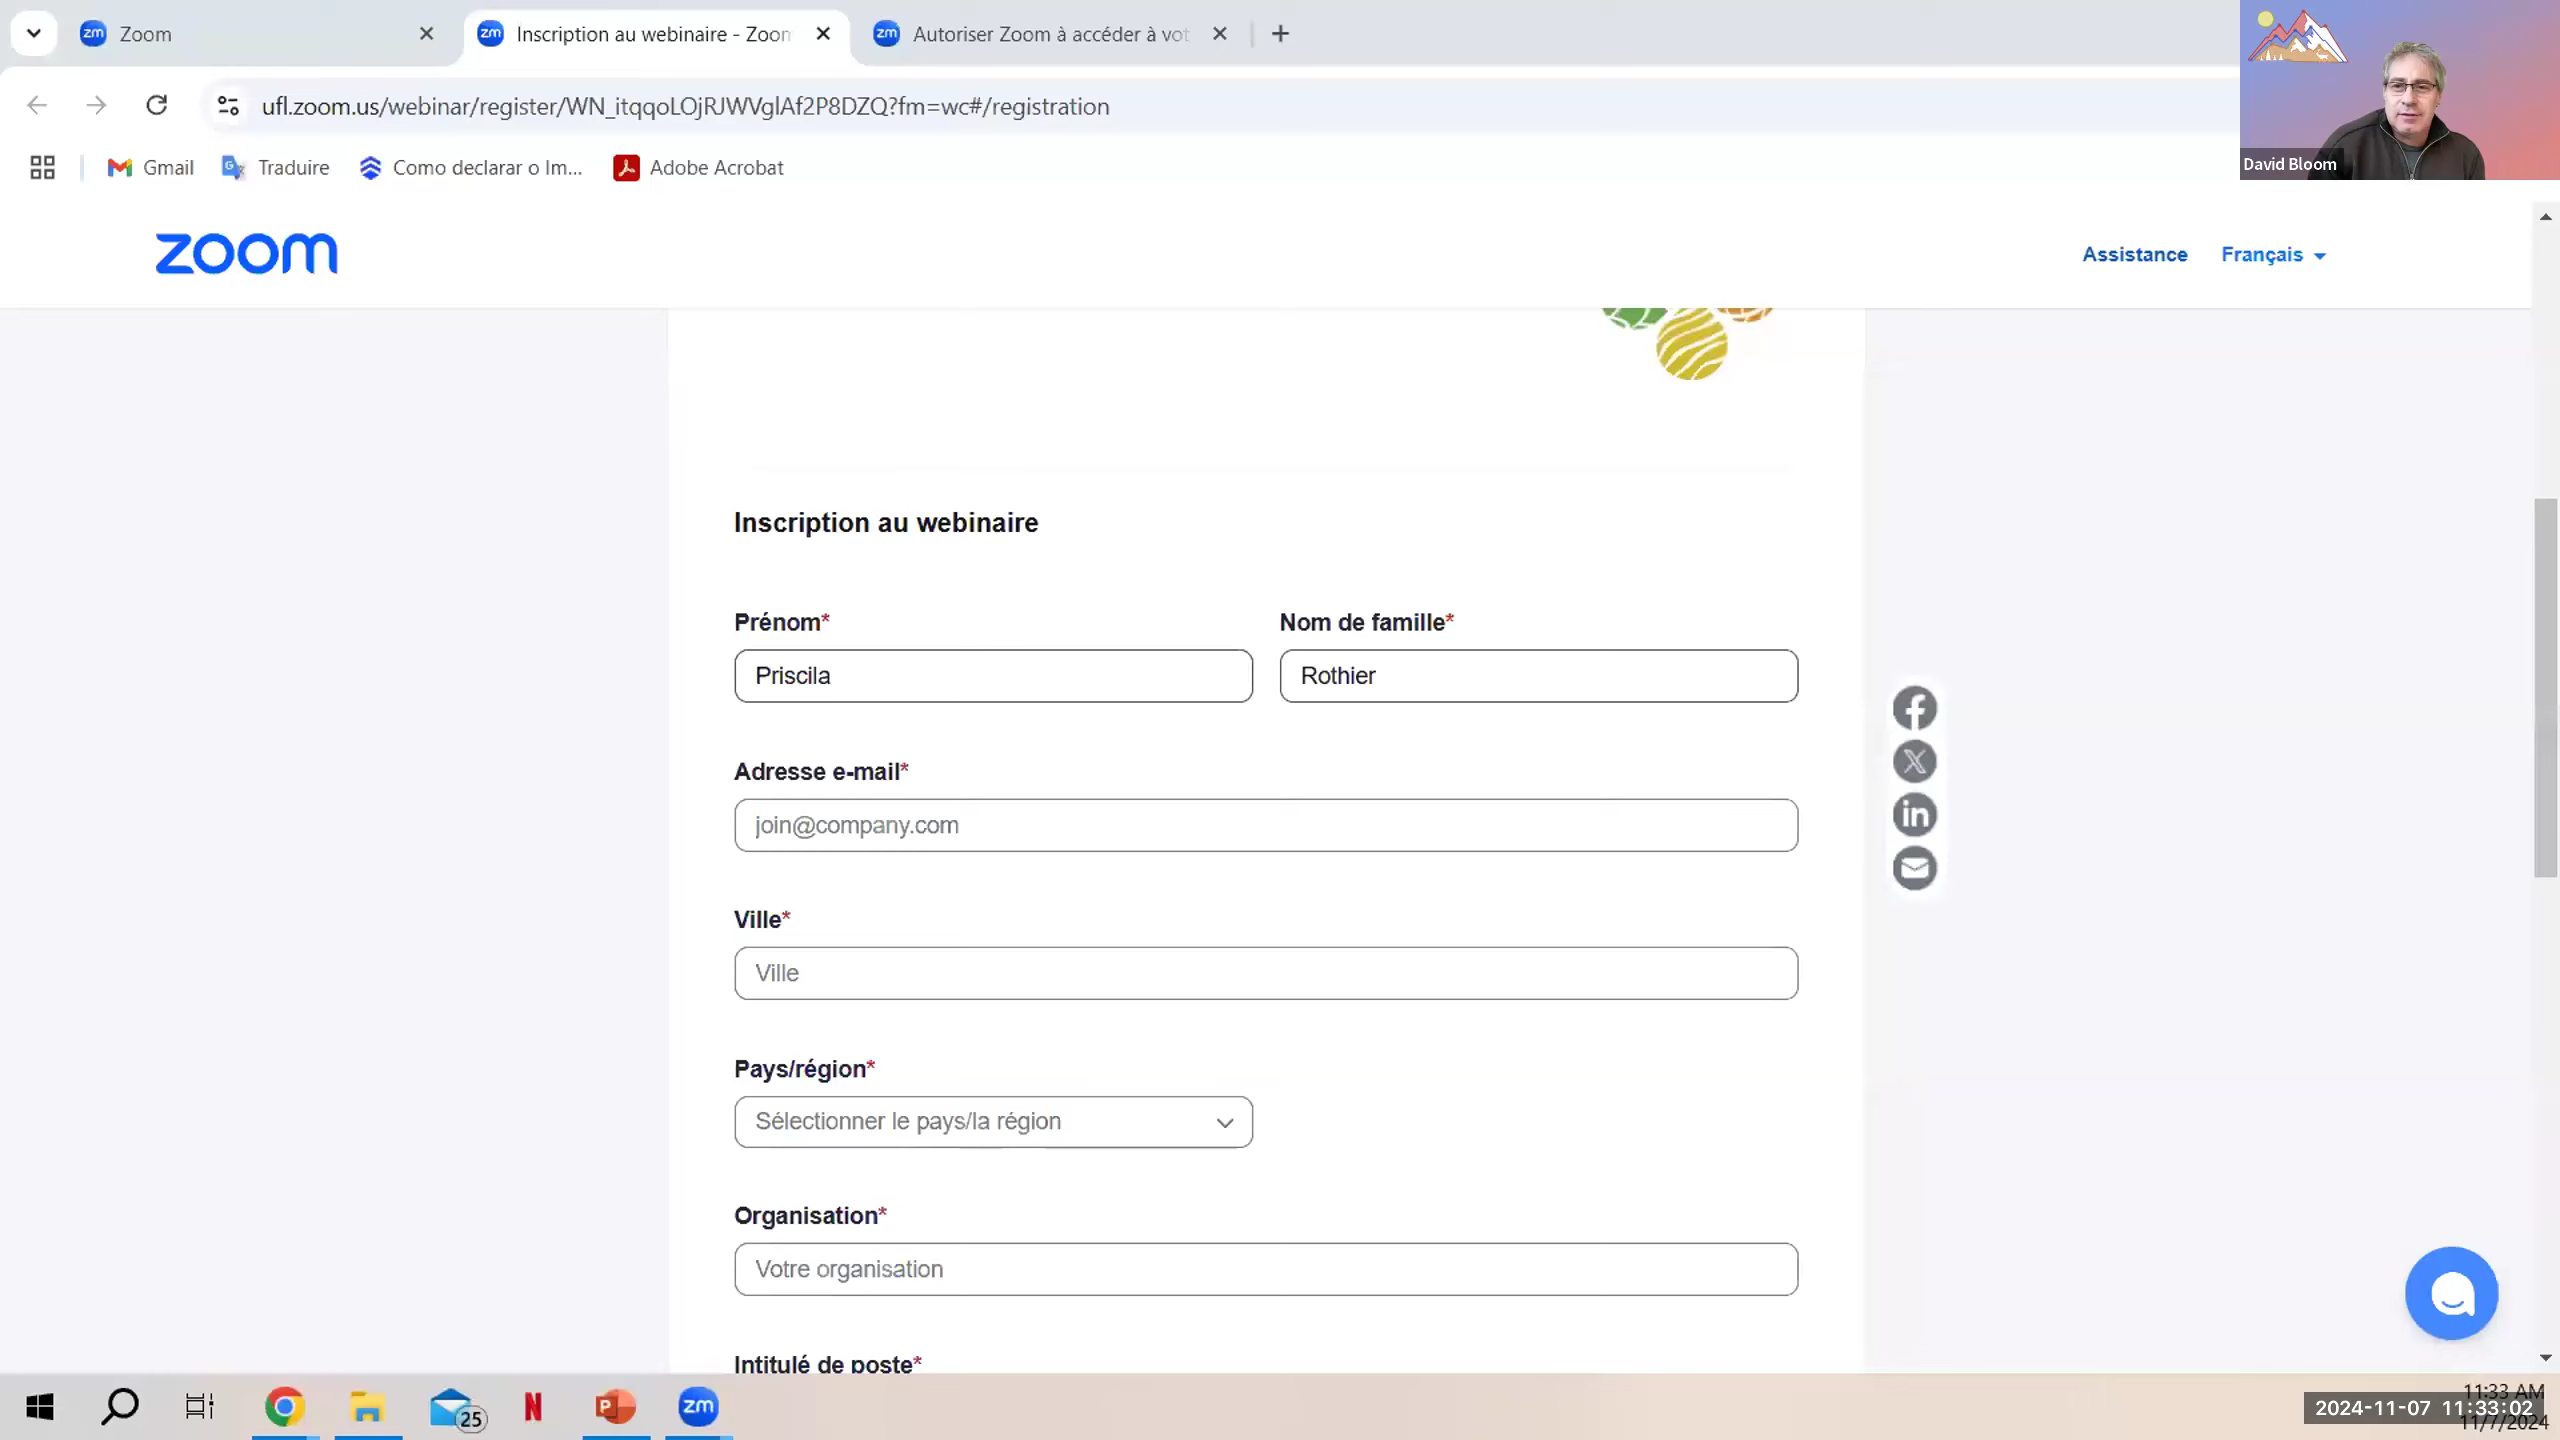 Zoom
Inscription au webinaire - Zoom
Autoriser Zoom à accéder à vot
ufl.zoom.us/webinar/register/WN_itqqoLOjRJWVglAf2P8DZQ?fm=wc#/registration
Gmail
Traduire
Como declarar o Im...
Adobe Acrobat
David Bloom
zoom
Assistance
Français
Inscription au webinaire
Prénom*
Nom de famille*
Priscila
Rothier
Adresse e-mail*
join@company.com
Ville*
Ville
Pays/région*
Sélectionner le pays/la région
Organisation*
Votre organisation
Intitulé de poste*
25
11:33 AM
2024-11-07 11:33:02
11/7/2024